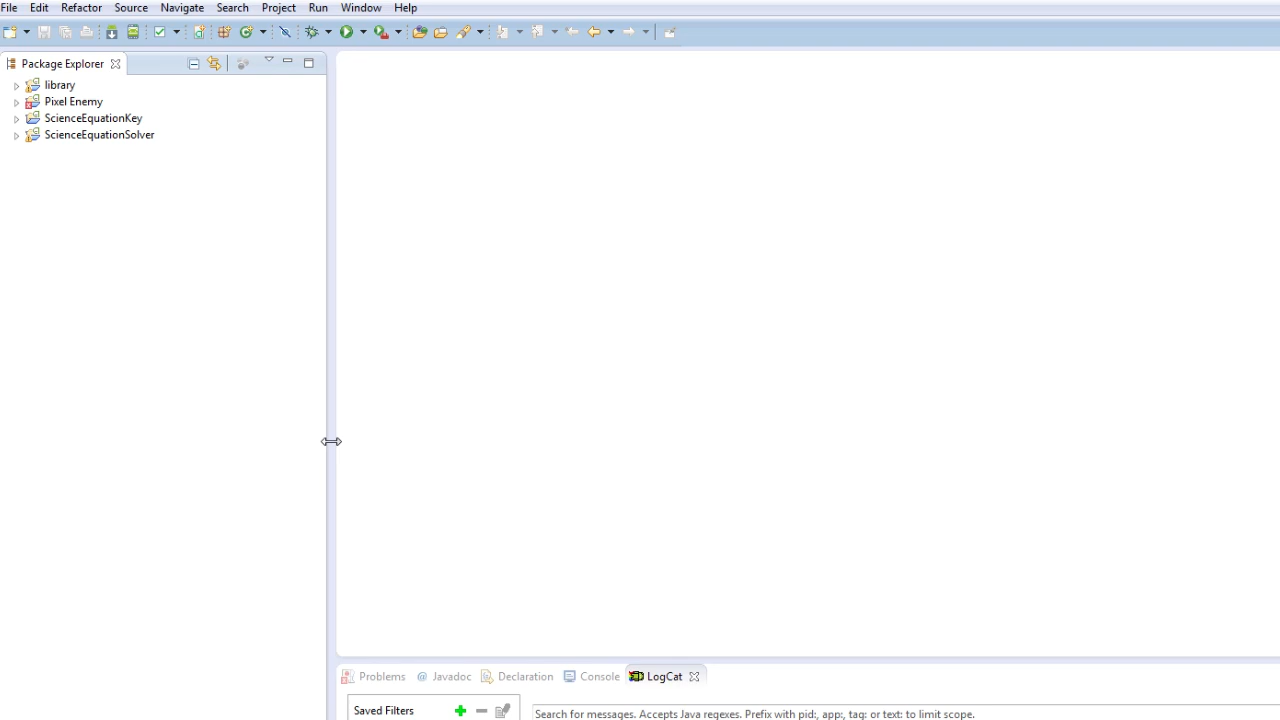 File Edit Refactor Source Navigate Search Project Run Window Help
Package Explorer
library
Pixel Enemy
ScienceEquationKey
ScienceEquationSolver
Problems @ Javadoc Declaration Console LogCat
Saved Filters
Search for messages. Accepts Java regexes. Prefix with pid:, app:, tag: or text: to limit scope.